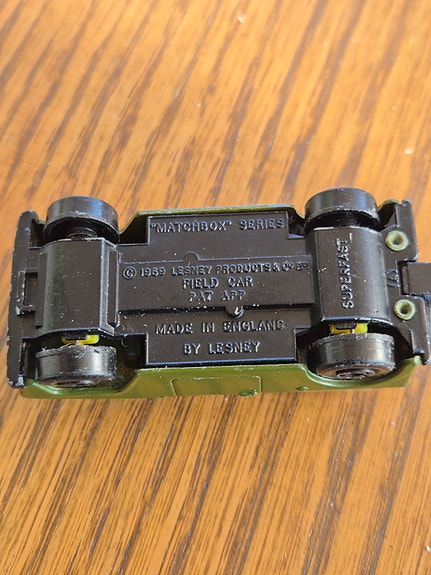 "MATCHBOX" SERIES
© 1969 LESNEY PRODUCTS & Co LTD
FIELD CAR
PAT APP
MADE IN ENGLAND
BY LESNEY
SUPERFAST